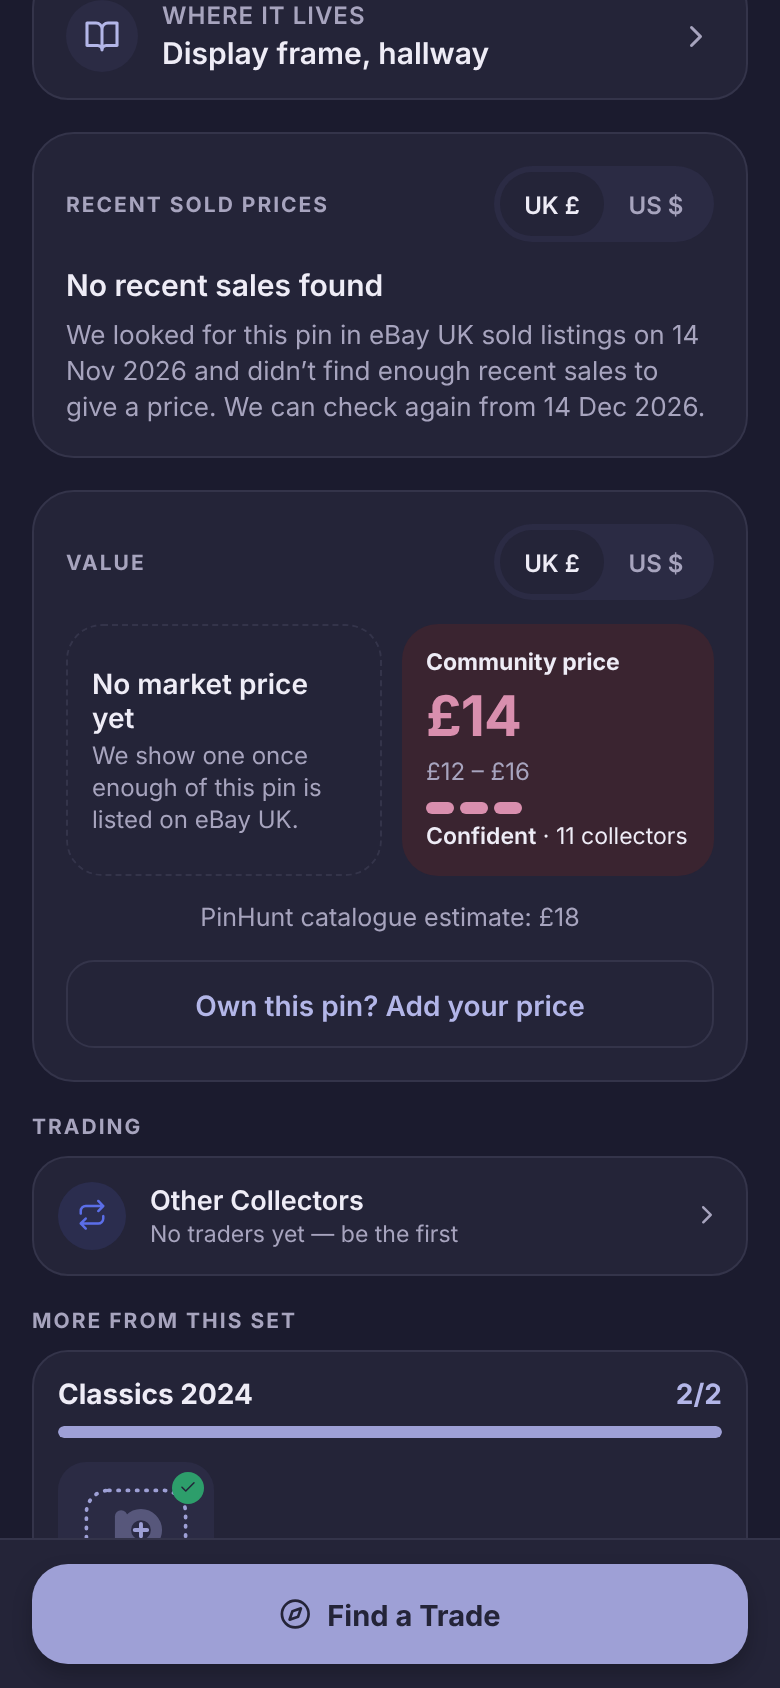 WHERE IT LIVES
Display frame, hallway
RECENT SOLD PRICES
UK £
US $
No recent sales found
We looked for this pin in eBay UK sold listings on 14
Nov 2026 and didn’t find enough recent sales to
give a price. We can check again from 14 Dec 2026.
VALUE
UK £
US $
No market price
yet
We show one once
enough of this pin is
listed on eBay UK.
Community price
£14
£12 – £16
Confident · 11 collectors
PinHunt catalogue estimate: £18
Own this pin? Add your price
TRADING
Other Collectors
No traders yet — be the first
MORE FROM THIS SET
Classics 2024
2/2
Find a Trade